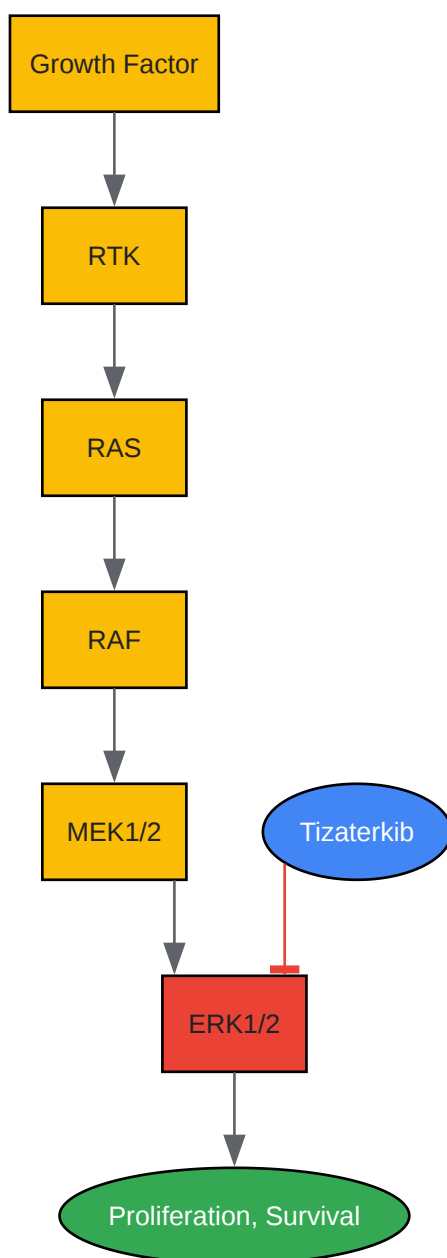 Growth Factor
RTK
RAS
RAF
MEK1/2
Tizaterkib
ERK1/2
Proliferation, Survival